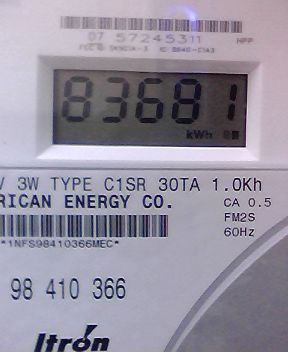 07 57245311 NPP
83681
kWh
V 3W TYPE C1SR 30TA 1.0Kh
RICAN ENERGY CO. CA 0.5
FM2S
*1NFS98410366MEC* 60Hz
98 410 366
Itron